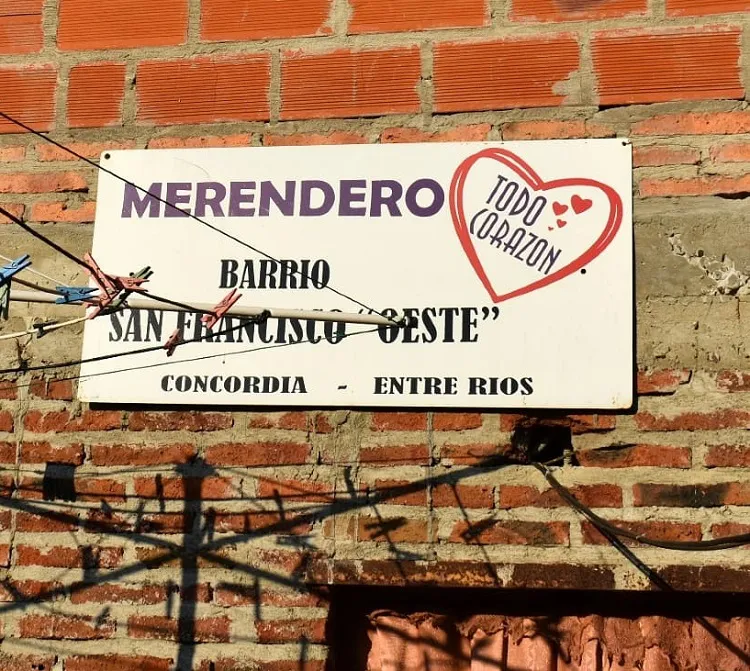 MERENDERO
TODO
CORAZON
BARRIO
SAN FRANCISCO "OESTE"
CONCORDIA - ENTRE RIOS